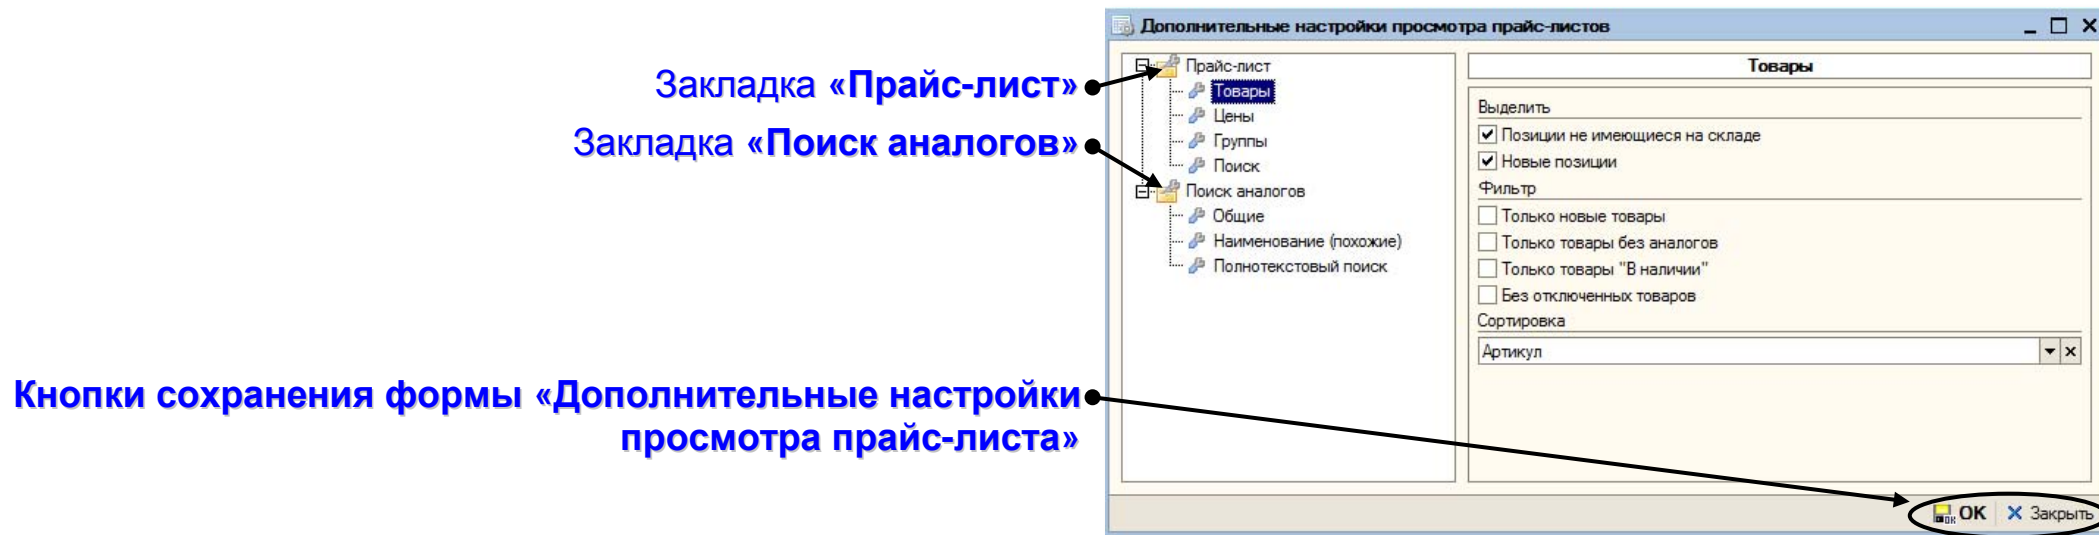 Закладка «Прайс-лист»
Закладка «Поиск аналогов»
Кнопки сохранения формы «Дополнительные настройки
просмотра прайс-листа»
Дополнительные настройки просмотра прайс-листов
Прайс-лист
Товары
Цены
Группы
Поиск
Поиск аналогов
Общие
Наименование (похожие)
Полнотекстовый поиск
Товары
Выделить
Позиции не имеющиеся на складе
Новые позиции
Фильтр
Только новые товары
Только товары без аналогов
Только товары "В наличии"
Без отключенных товаров
Сортировка
Артикул
OK
Закрыть